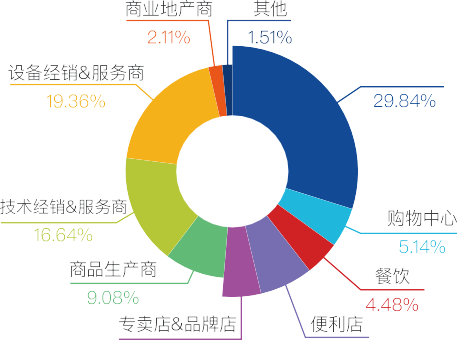 商业地产商
2.11%
其他
1.51%
设备经销&服务商
19.36%
29.84%
技术经销&服务商
16.64%
购物中心
5.14%
商品生产商
9.08%
餐饮
4.48%
专卖店&品牌店
便利店